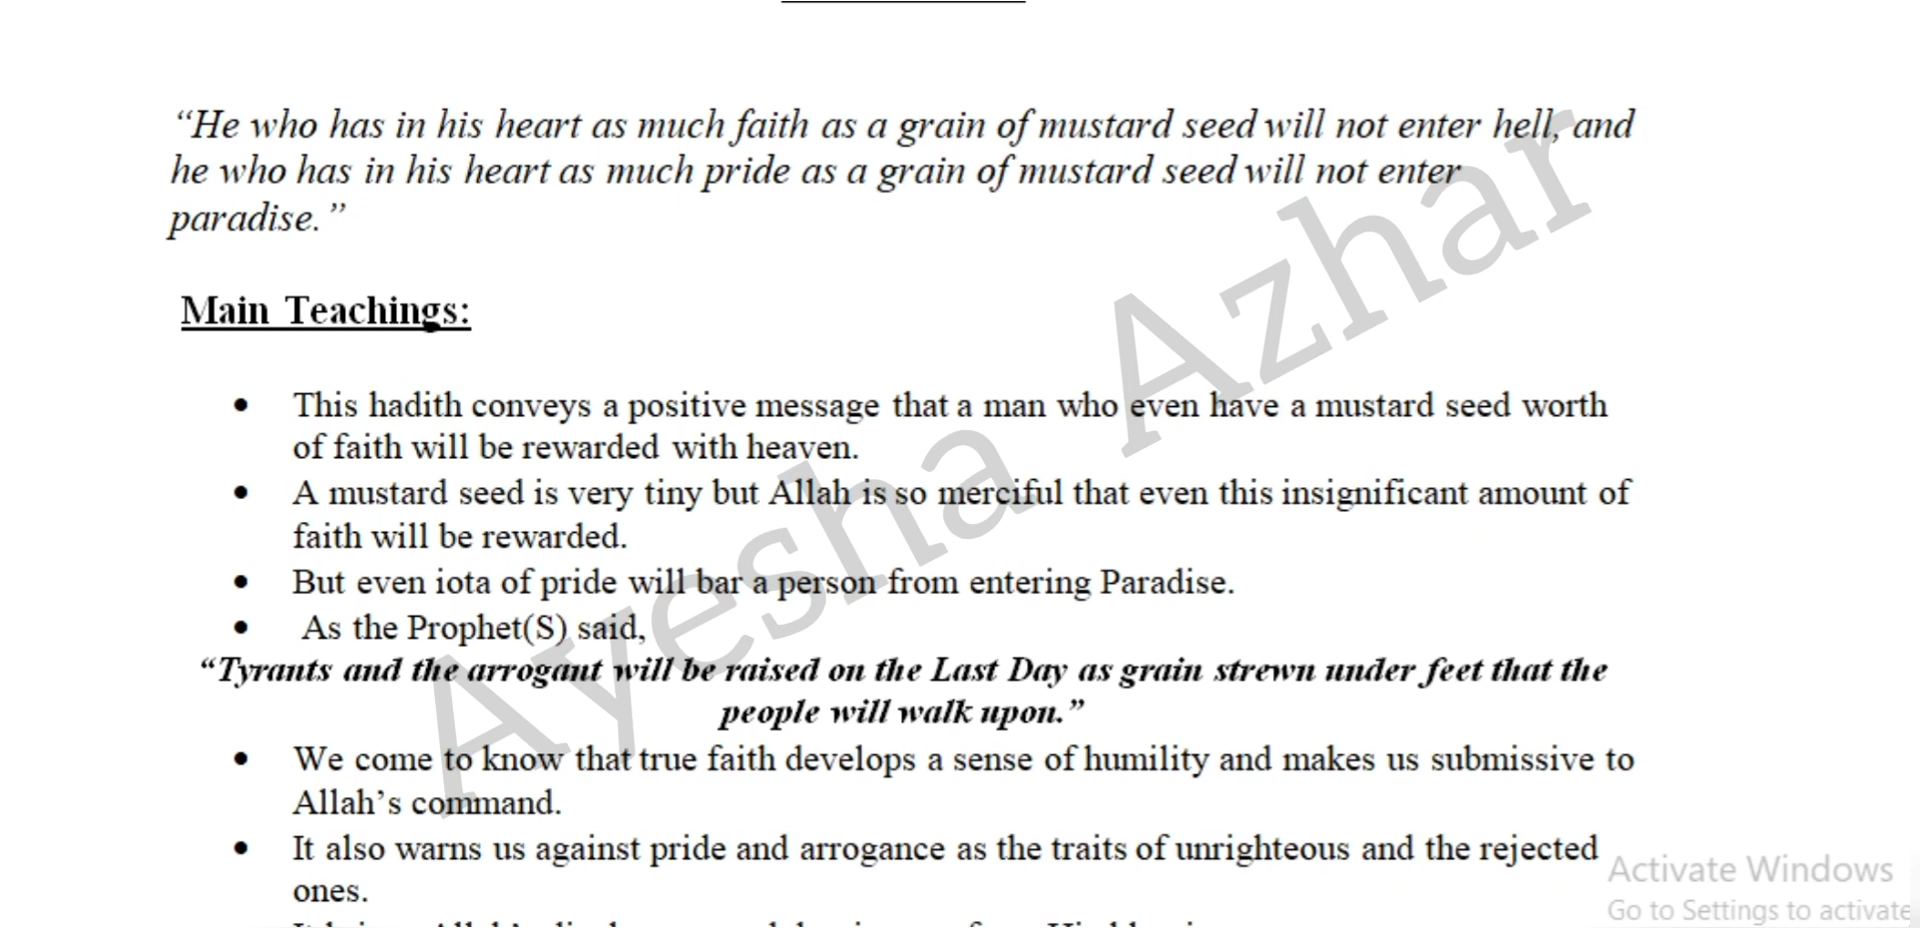 “He who has in his heart as much faith as a grain of mustard seed will not enter hell, and
he who has in his heart as much pride as a grain of mustard seed will not enter
paradise.”
Main Teachings:
• This hadith conveys a positive message that a man who even have a mustard seed worth
of faith will be rewarded with heaven.
• A mustard seed is very tiny but Allah is so merciful that even this insignificant amount of
faith will be rewarded.
• But even iota of pride will bar a person from entering Paradise.
• As the Prophet(S) said,
“Tyrants and the arrogant will be raised on the Last Day as grain strewn under feet that the
people will walk upon.”
• We come to know that true faith develops a sense of humility and makes us submissive to
Allah’s command.
• It also warns us against pride and arrogance as the traits of unrighteous and the rejected
ones.
Ayesha Azhar
Activate Windows
Go to Settings to activate